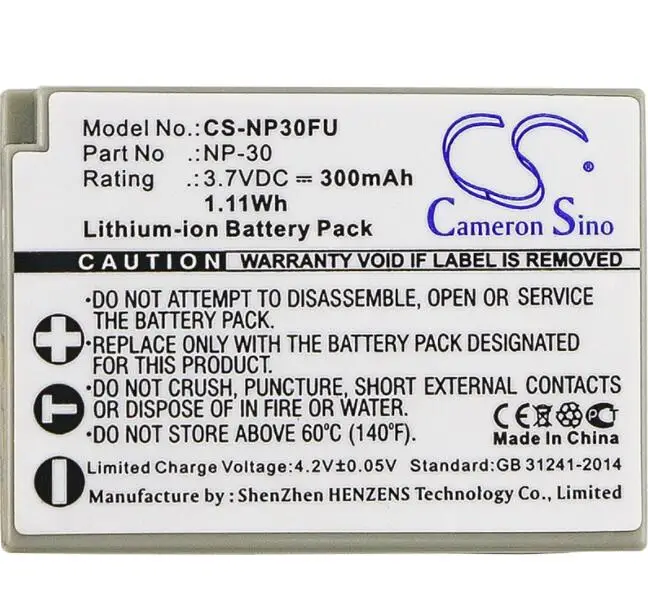 Model No.:CS-NP30FU
Part No :NP-30
Rating :3.7VDC ⎓ 300mAh
1.11Wh
Lithium-ion Battery Pack
CS
®
Cameron Sino
CAUTION WARRANTY VOID IF LABEL IS REMOVED
·DO NOT ATTEMPT TO DISASSEMBLE, OPEN OR SERVICE
THE BATTERY PACK.
·REPLACE ONLY WITH THE BATTERY PACK DESIGNATED
FOR THIS PRODUCT.
·DO NOT CRUSH, PUNCTURE, SHORT EXTERNAL CONTACTS
OR DISPOSE OF IN FIRE OR WATER.
·DO NOT STORE ABOVE 60°C (140°F).
+
T
−
CE PCT
Made In China
Limited Charge Voltage:4.2V±0.05V Standard:GB 31241-2014
Manufacture by : ShenZhen HENZENS Technology Co., Limited